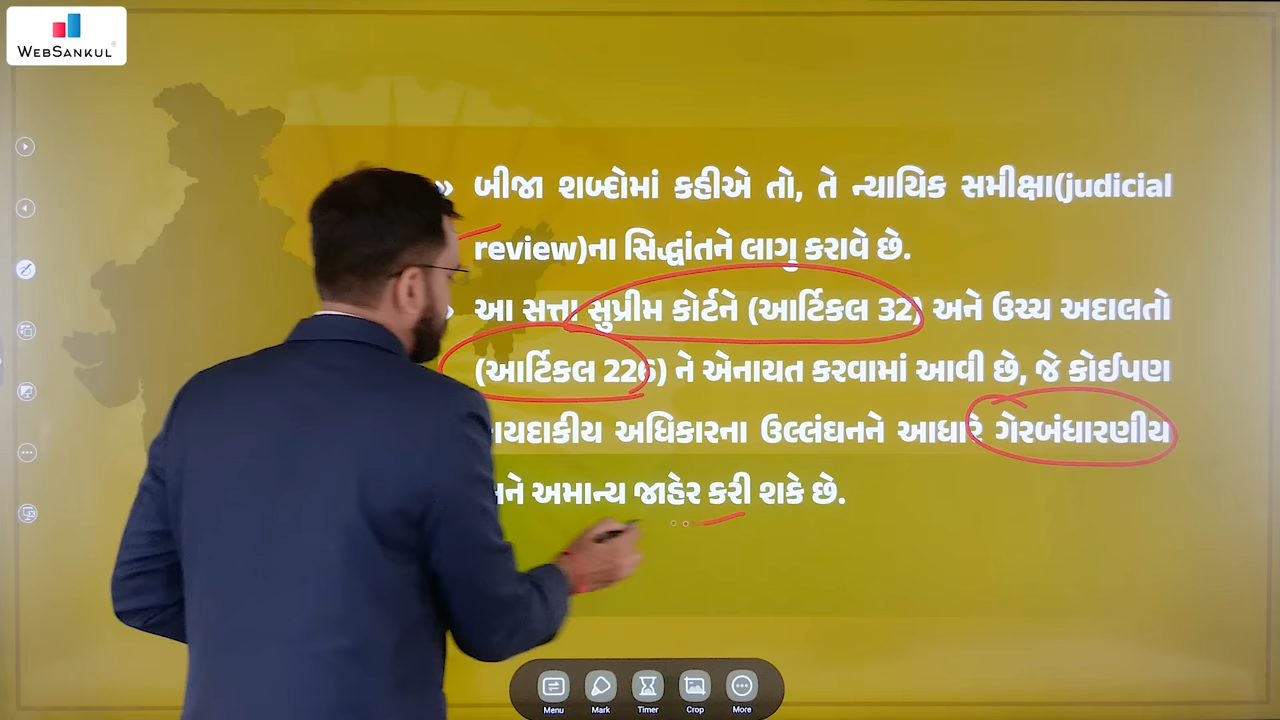 WEBSANKUL
» બીજા શબ્દોમાં કહીએ તો, તે ન્યાયિક સમીક્ષા(judicial
review)ના સિદ્ધાંતને લાગુ કરાવે છે.
» આ સત્તા સુપ્રીમ કોર્ટને (આર્ટિકલ 32) અને ઉચ્ચ અદાલતો
(આર્ટિકલ 226) ને એનાયત કરવામાં આવી છે, જે કોઈપણ
અધિકારના ઉલ્લંઘનને આધારે ગેરબંધારણીય
અમાન્ય જાહેર કરી શકે છે.
Menu Mark Timer Crop More